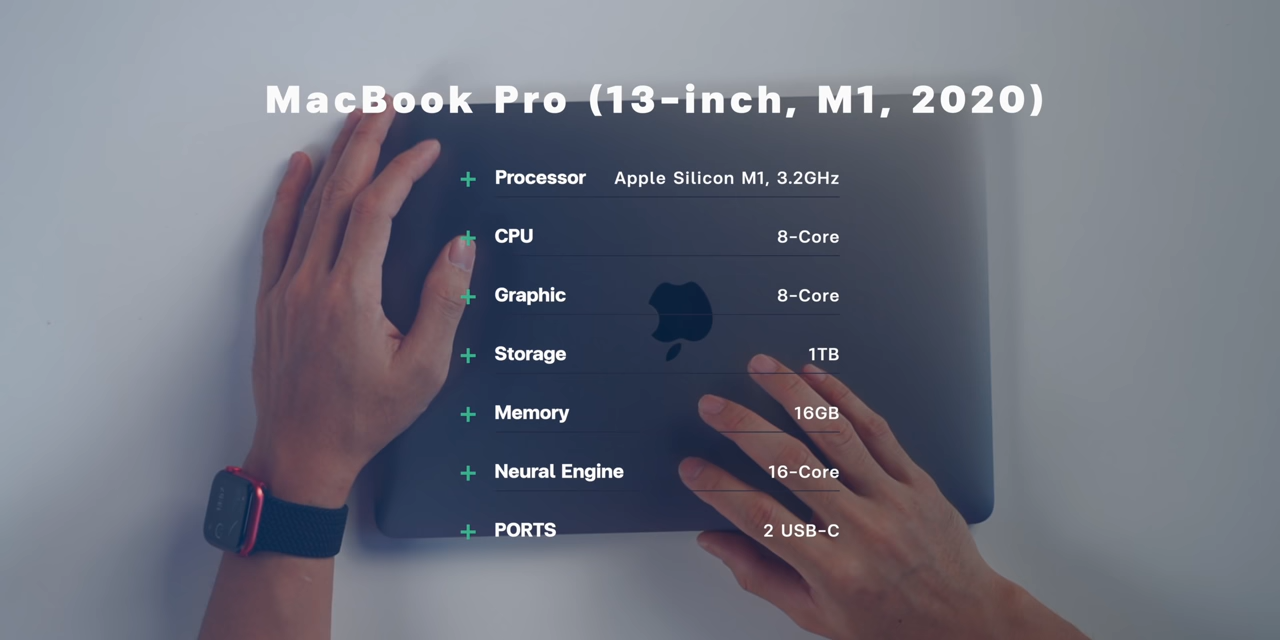 MacBook Pro (13-inch, M1, 2020)
+ Processor Apple Silicon M1, 3.2GHz
+ CPU 8-Core
+ Graphic 8-Core
+ Storage 1TB
+ Memory 16GB
+ Neural Engine 16-Core
+ PORTS 2 USB-C